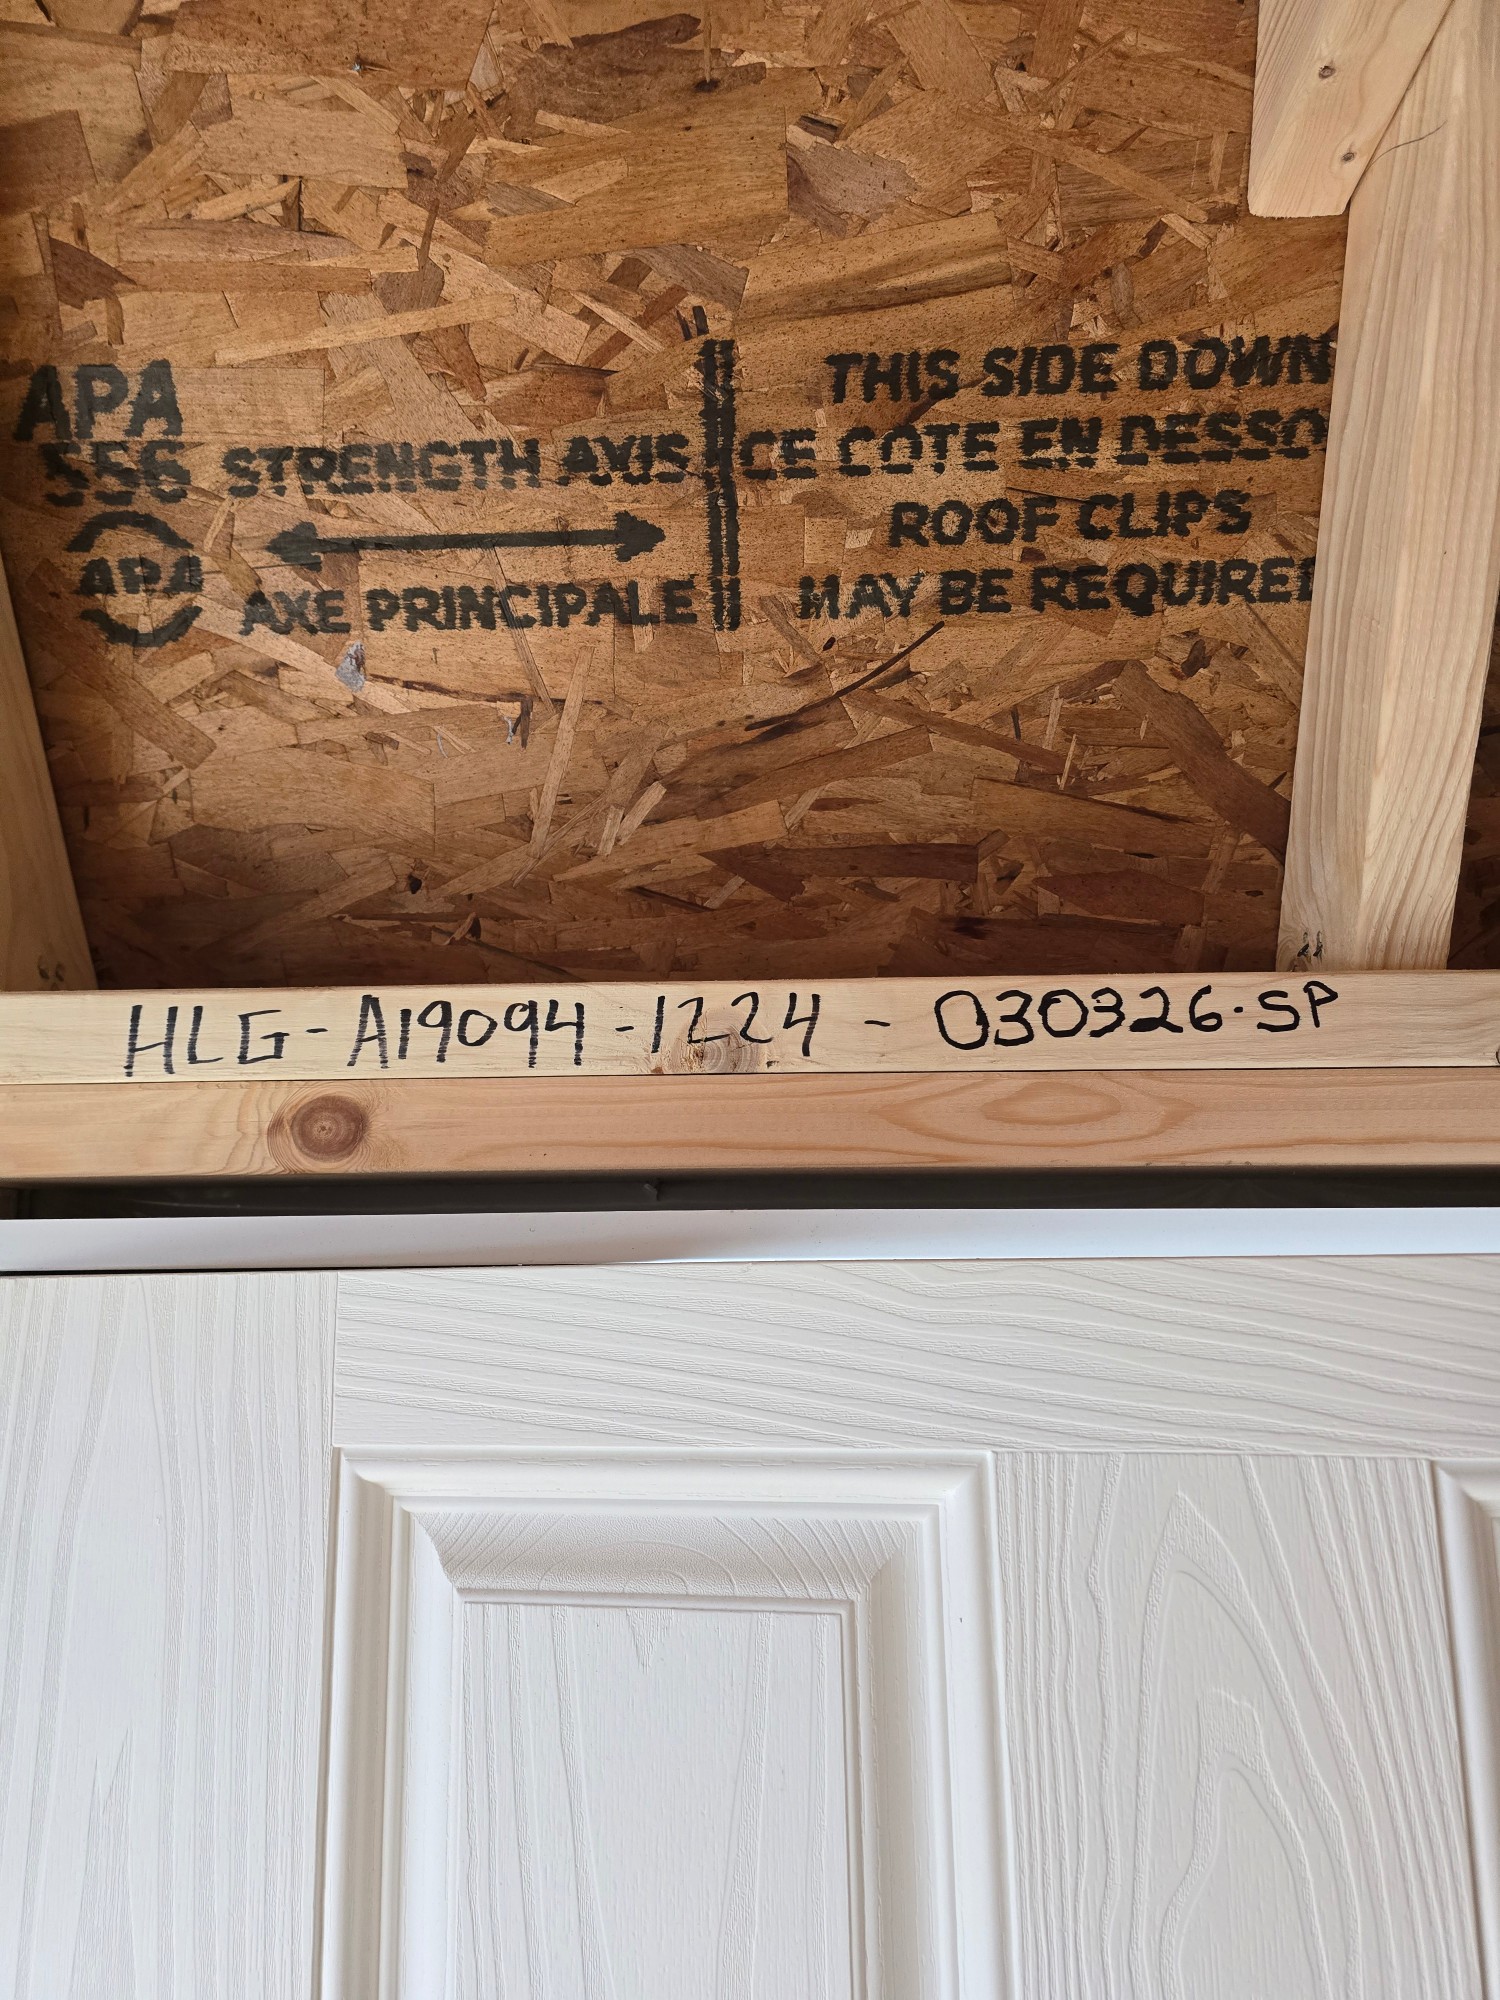 APA
556
APA
STRENGTH AXIS
AXE PRINCIPALE
THIS SIDE DOWN
CE COTE EN DESSO
ROOF CLIPS
MAY BE REQUIRED
HLG-A19094-1224 - 030326.SP